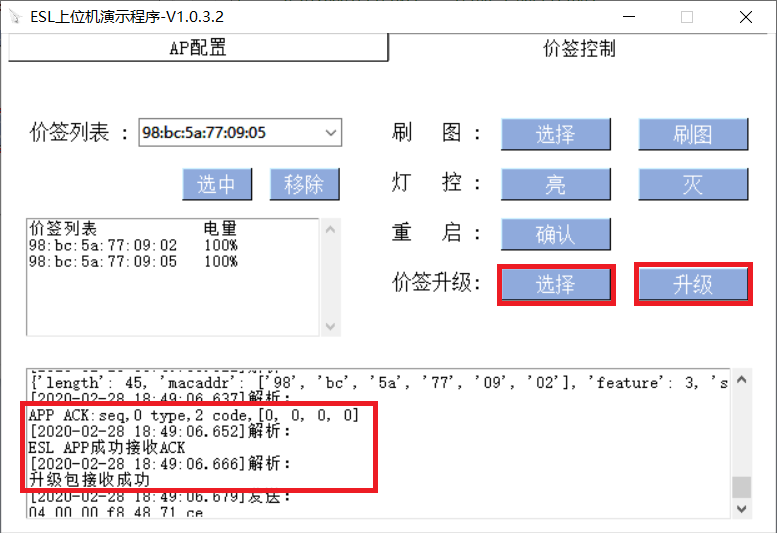 ESL上位机演示程序-V1.0.3.2
AP配置
价签控制
价签列表 : 98:bc:5a:77:09:05
选中 移除
价签列表 电量
98:bc:5a:77:09:02 100%
98:bc:5a:77:09:05 100%
刷 图 : 选择 刷图
灯 控 : 亮 灭
重 启 : 确认
价签升级: 选择 升级
{'length': 45, 'macaddr': ['98', 'bc', '5a', '77', '09', '02'], 'feature': 3, 's
[2020-02-28 18:49:06.637]解析:
APP ACK:seq,0 type,2 code,[0, 0, 0, 0]
[2020-02-28 18:49:06.652]解析:
ESL APP成功接收ACK
[2020-02-28 18:49:06.666]解析:
升级包接收成功
[2020-02-28 18:49:06.679]发送:
04 00 00 f8 48 71 ce